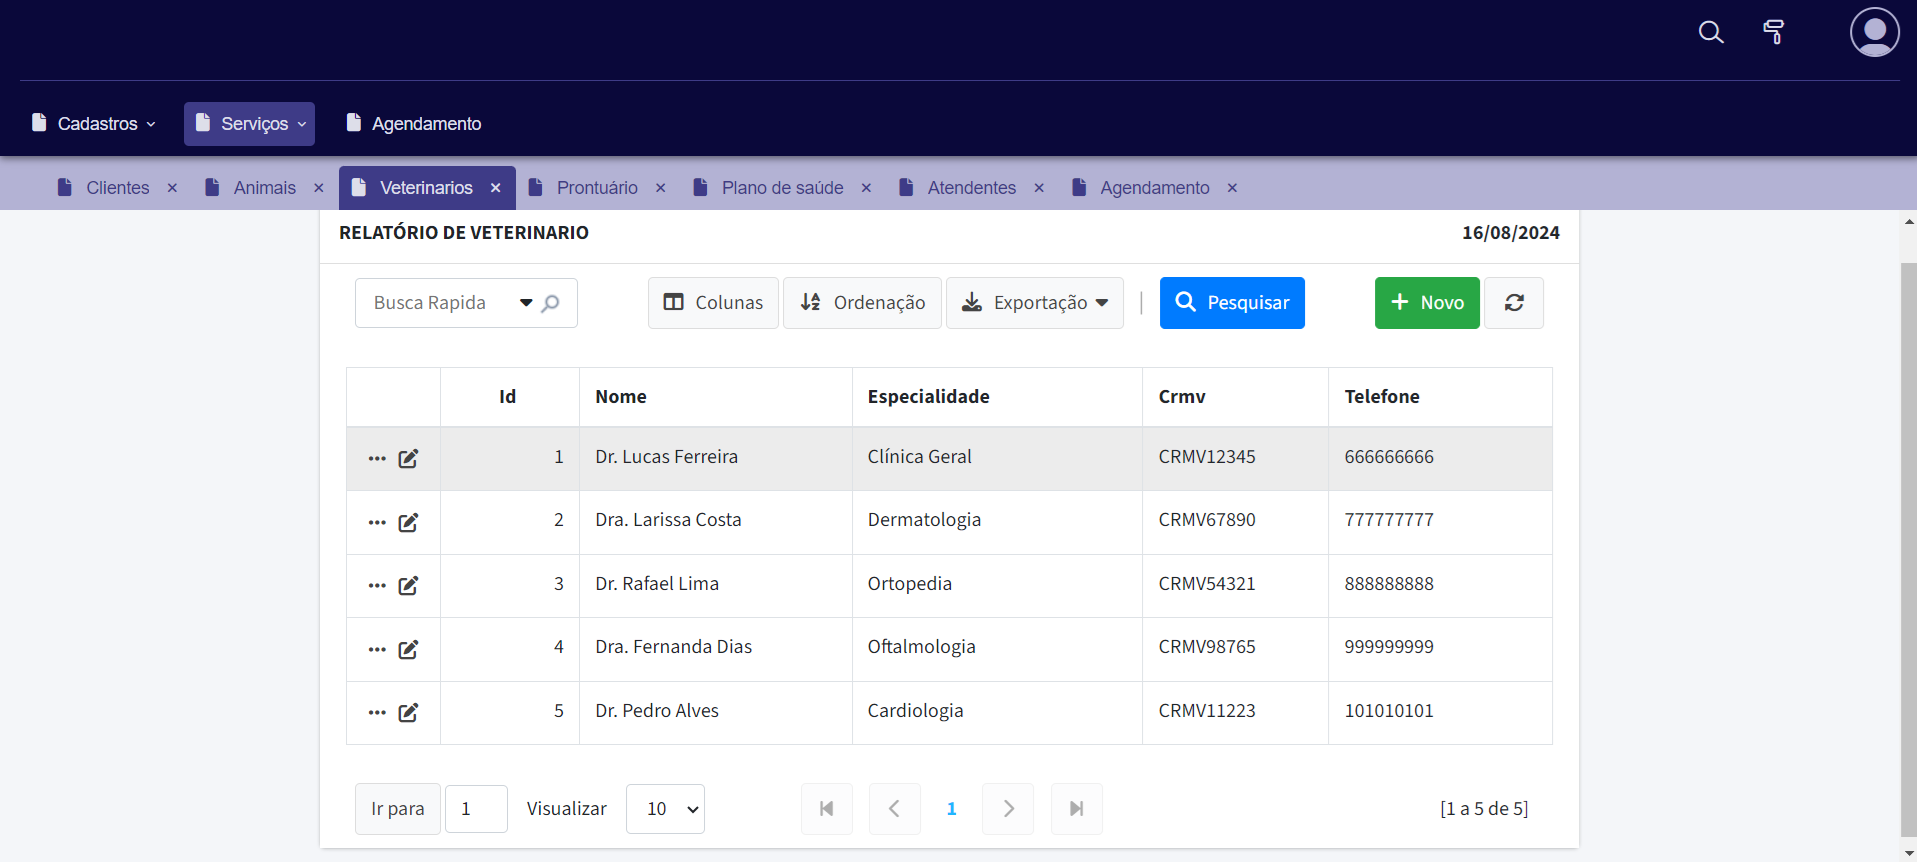 Cadastros Serviços Agendamento
Clientes × Animais × Veterinarios × Prontuário × Plano de saúde × Atendentes × Agendamento ×
RELATÓRIO DE VETERINARIO 16/08/2024
Busca Rapida Colunas Ordenação Exportação | Pesquisar Novo
Id Nome Especialidade Crmv Telefone
1 Dr. Lucas Ferreira Clínica Geral CRMV12345 666666666
2 Dra. Larissa Costa Dermatologia CRMV67890 777777777
3 Dr. Rafael Lima Ortopedia CRMV54321 888888888
4 Dra. Fernanda Dias Oftalmologia CRMV98765 999999999
5 Dr. Pedro Alves Cardiologia CRMV11223 101010101
Ir para 1 Visualizar 10 1 [1 a 5 de 5]